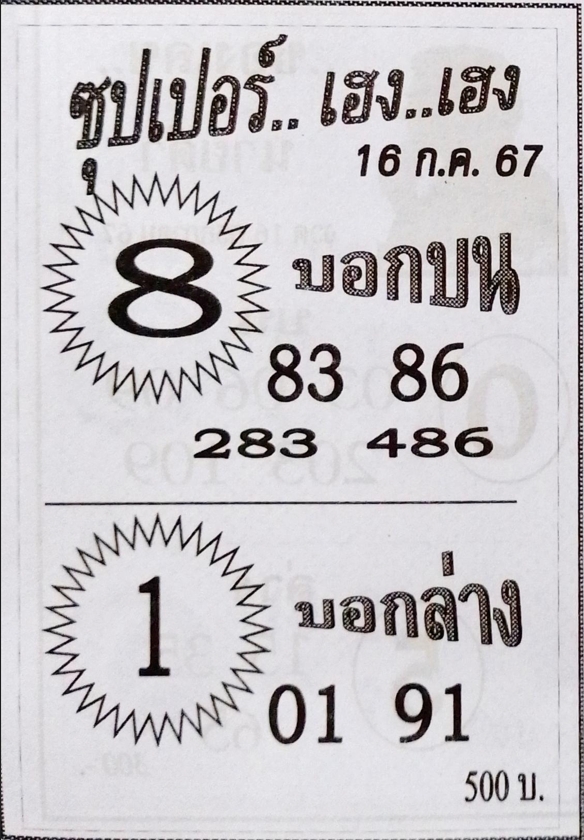 ซุปเปอร์.. เฮง..เฮง
16 ก.ค. 67
8
บอกบน
83 86
283 486
1
บอกล่าง
01 91
500 บ.